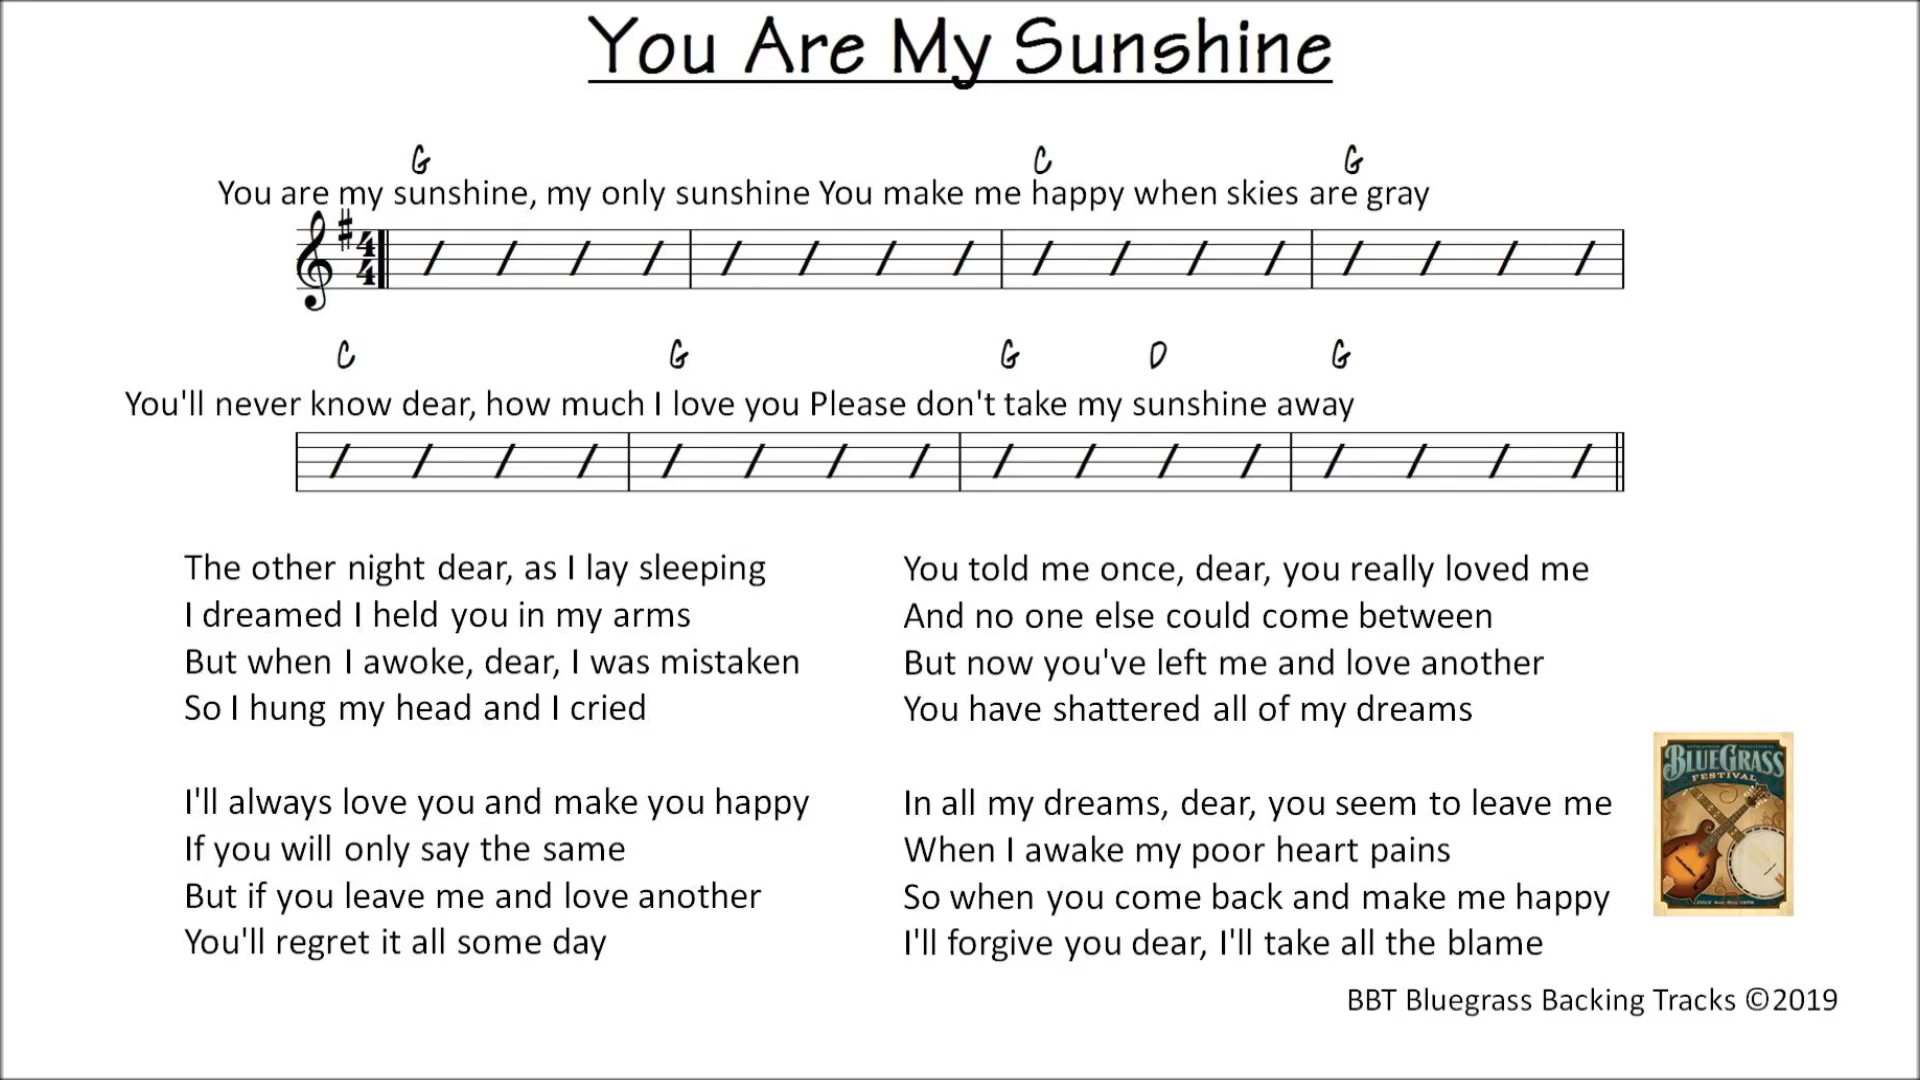 You Are My Sunshine
G C G
You are my sunshine, my only sunshine You make me happy when skies are gray
4
4
C G G D G
You'll never know dear, how much I love you Please don't take my sunshine away
The other night dear, as I lay sleeping
I dreamed I held you in my arms
But when I awoke, dear, I was mistaken
So I hung my head and I cried
I'll always love you and make you happy
If you will only say the same
But if you leave me and love another
You'll regret it all some day
You told me once, dear, you really loved me
And no one else could come between
But now you've left me and love another
You have shattered all of my dreams
In all my dreams, dear, you seem to leave me
When I awake my poor heart pains
So when you come back and make me happy
I'll forgive you dear, I'll take all the blame
BLUEGRASS
FESTIVAL
BBT Bluegrass Backing Tracks ©2019